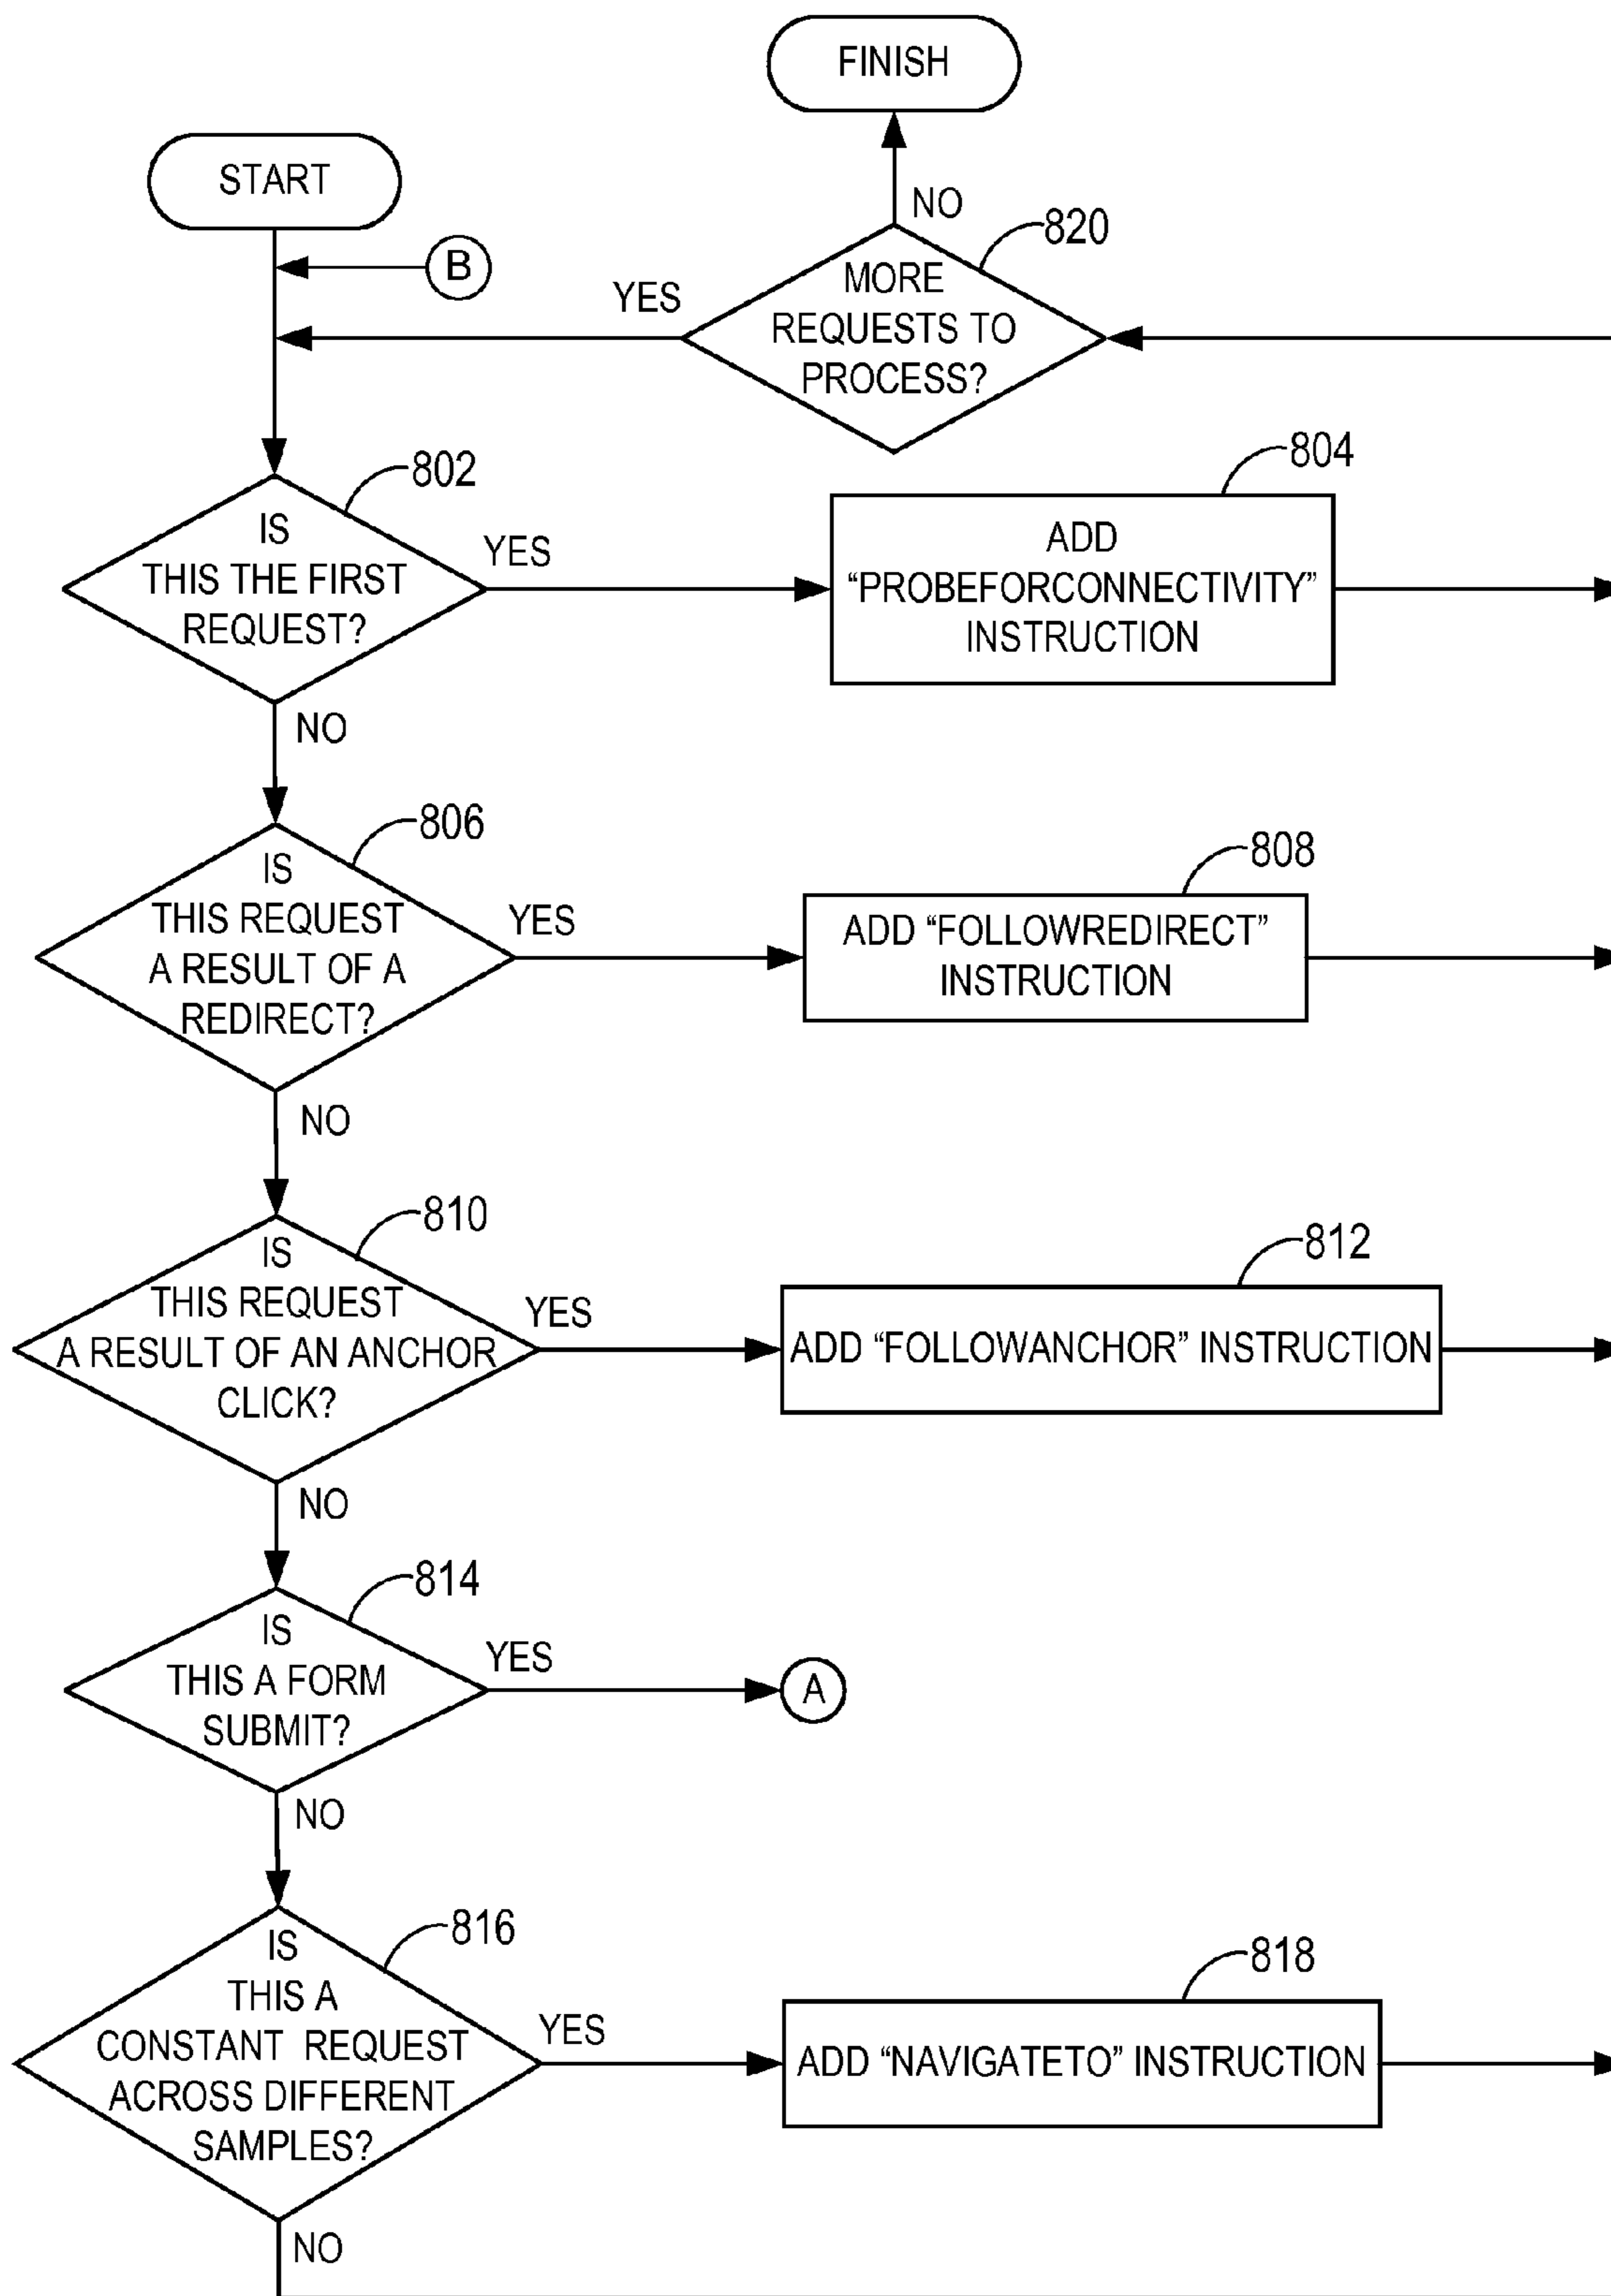 FINISH
START
NO
820
B
YES
MORE
REQUESTS TO
PROCESS?
802
804
IS
THIS THE FIRST
REQUEST?
YES
ADD
“PROBEFORCONNECTIVITY”
INSTRUCTION
NO
806
808
IS
THIS REQUEST
A RESULT OF A
REDIRECT?
YES
ADD “FOLLOWREDIRECT”
INSTRUCTION
NO
810
812
IS
THIS REQUEST
A RESULT OF AN ANCHOR
CLICK?
YES
ADD “FOLLOWANCHOR” INSTRUCTION
NO
814
IS
THIS A FORM
SUBMIT?
YES
A
NO
816
818
IS
THIS A
CONSTANT REQUEST
ACROSS DIFFERENT
SAMPLES?
YES
ADD “NAVIGATETO” INSTRUCTION
NO